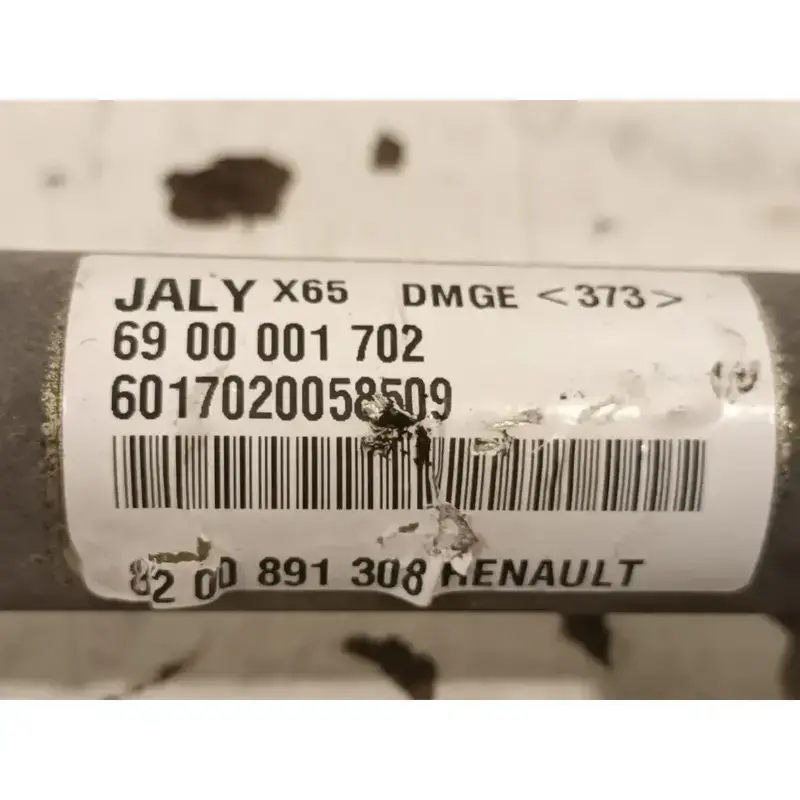 JALY X65 DMGE <373>
69 00 001 702
6017020058509
82 00 891 308 RENAULT